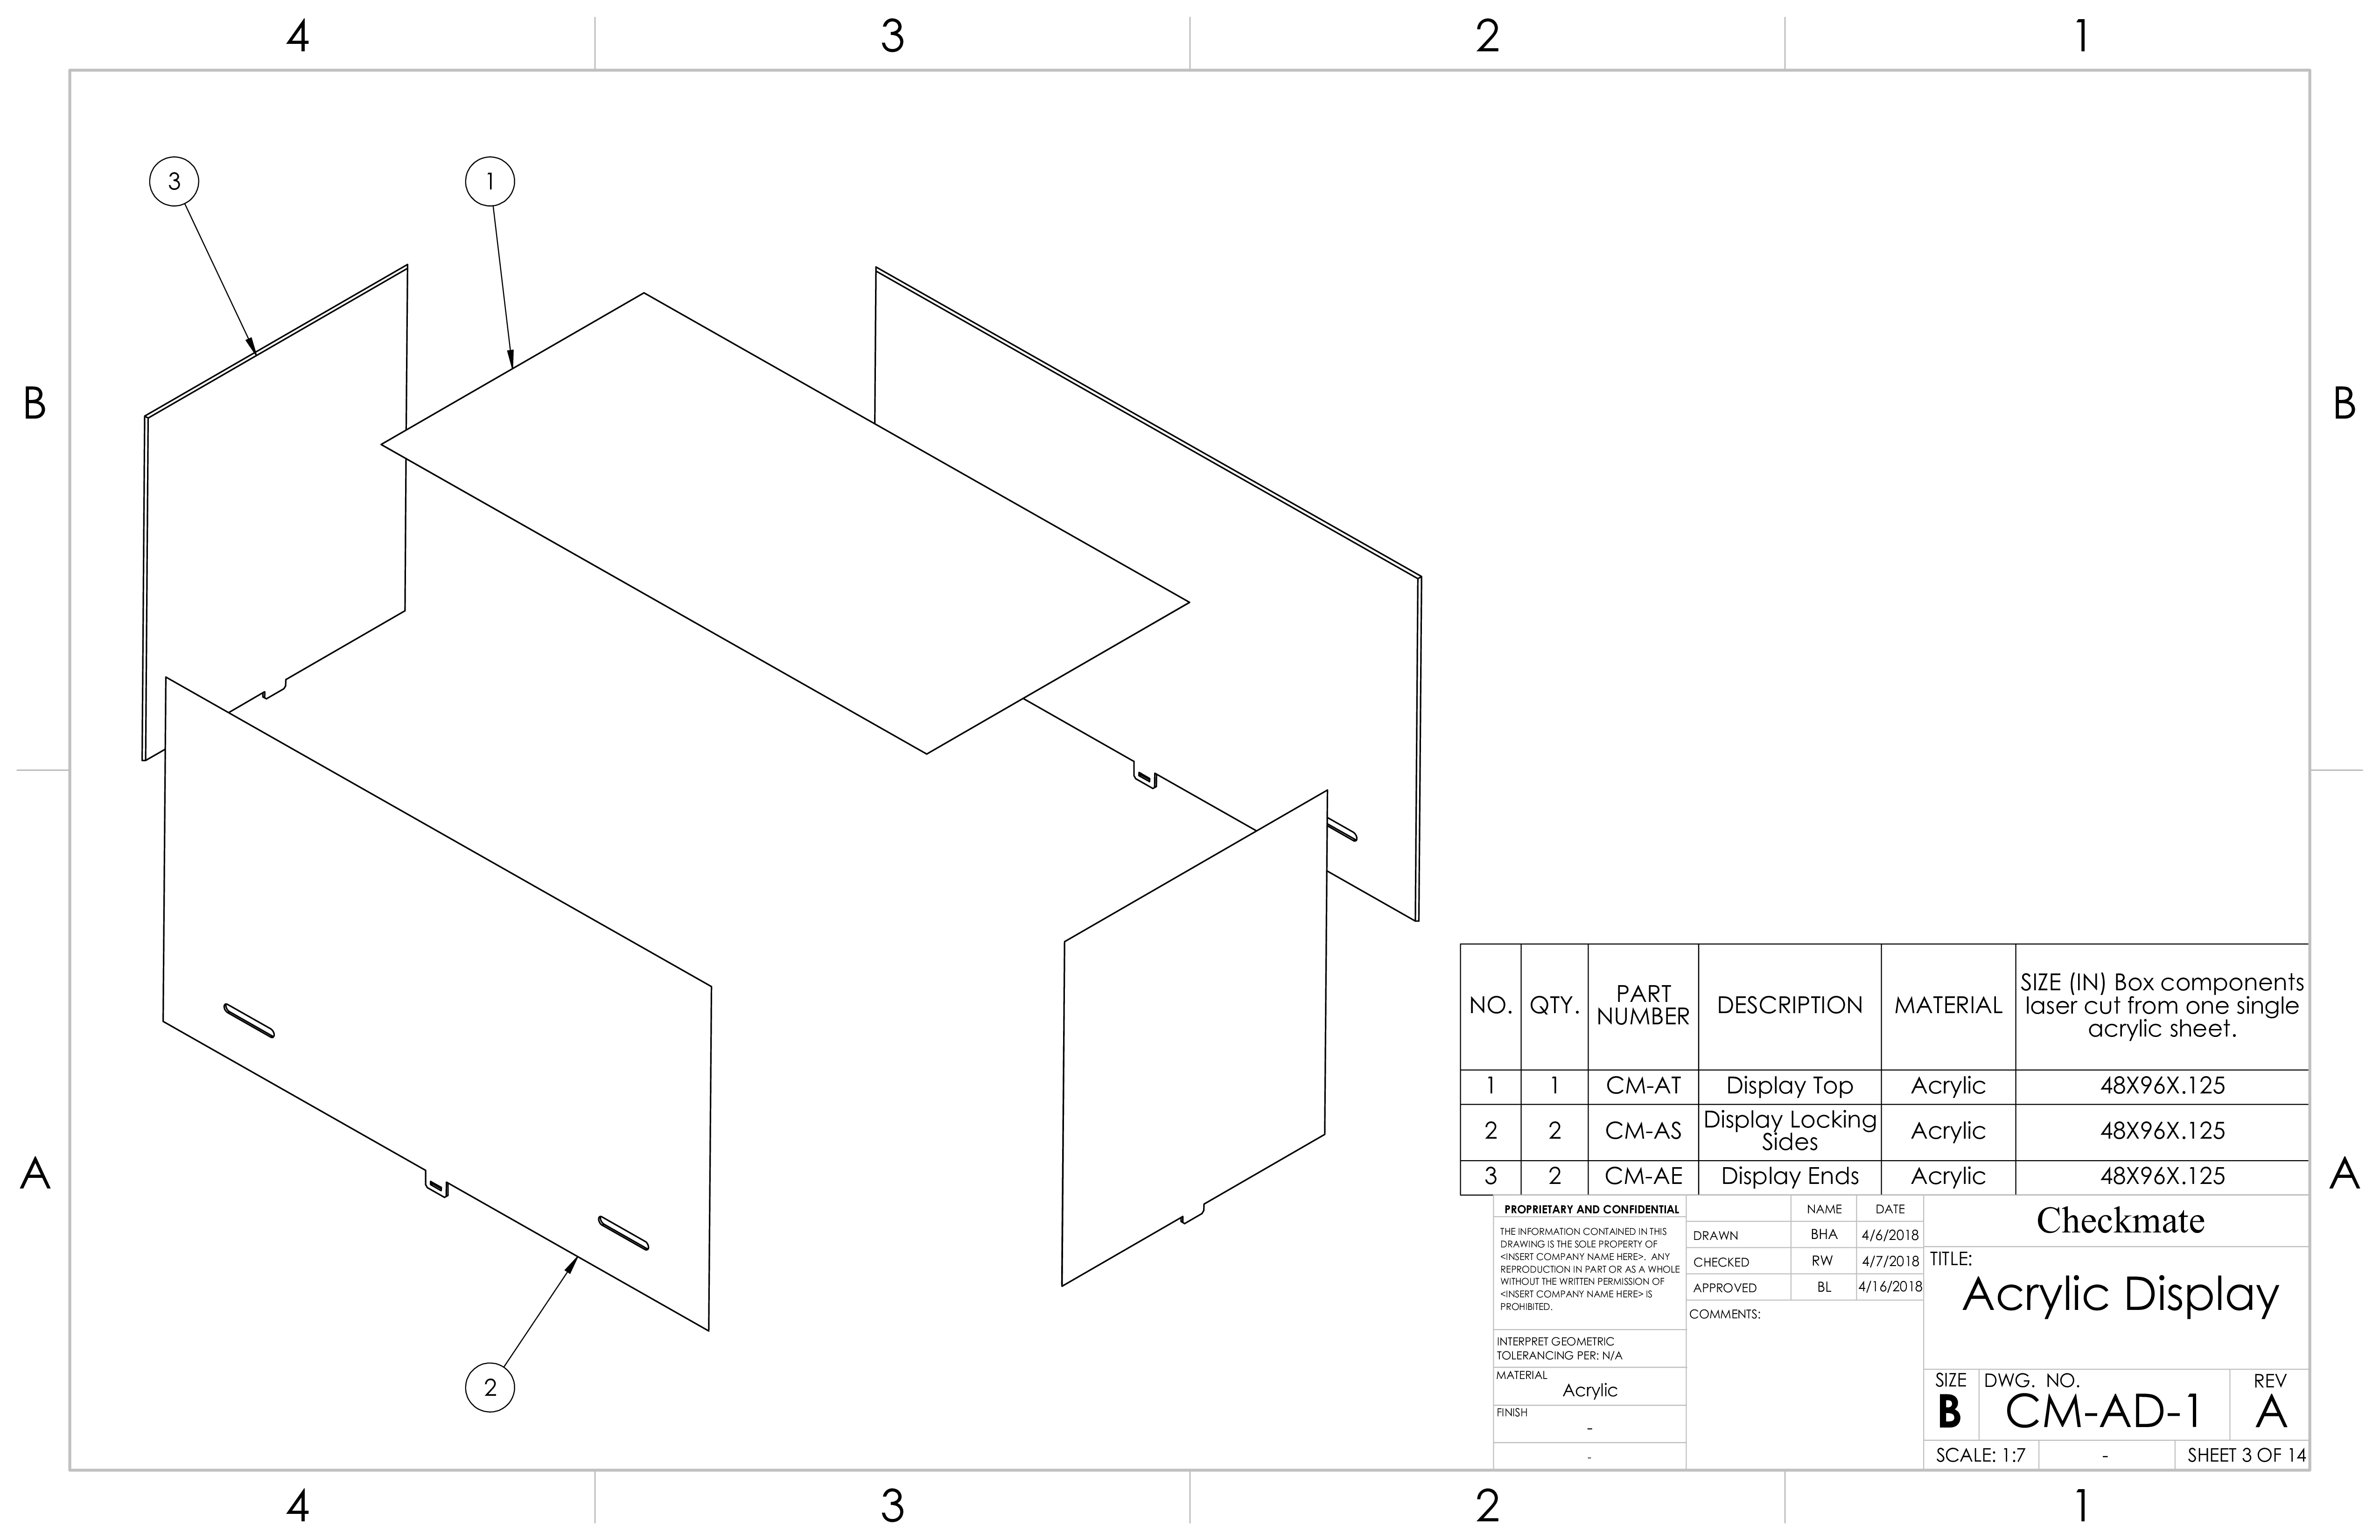 4 3 2 1
3 1
B B
NO. QTY. PART NUMBER DESCRIPTION MATERIAL SIZE (IN) Box components
laser cut from one single
acrylic sheet.
1 1 CM-AT Display Top Acrylic 48X96X.125
2 2 CM-AS Display Locking Sides Acrylic 48X96X.125
3 2 CM-AE Display Ends Acrylic 48X96X.125
A A
2
PROPRIETARY AND CONFIDENTIAL
THE INFORMATION CONTAINED IN THIS
DRAWING IS THE SOLE PROPERTY OF
<INSERT COMPANY NAME HERE>. ANY
REPRODUCTION IN PART OR AS A WHOLE
WITHOUT THE WRITTEN PERMISSION OF
<INSERT COMPANY NAME HERE> IS
PROHIBITED.
INTERPRET GEOMETRIC
TOLERANCING PER: N/A
MATERIAL
Acrylic
FINISH
-
-
NAME DATE
DRAWN BHA 4/6/2018
CHECKED RW 4/7/2018
APPROVED BL 4/16/2018
COMMENTS:
Checkmate
TITLE:
Acrylic Display
SIZE DWG. NO. REV
B CM-AD-1 A
SCALE: 1:7 - SHEET 3 OF 14
4 3 2 1